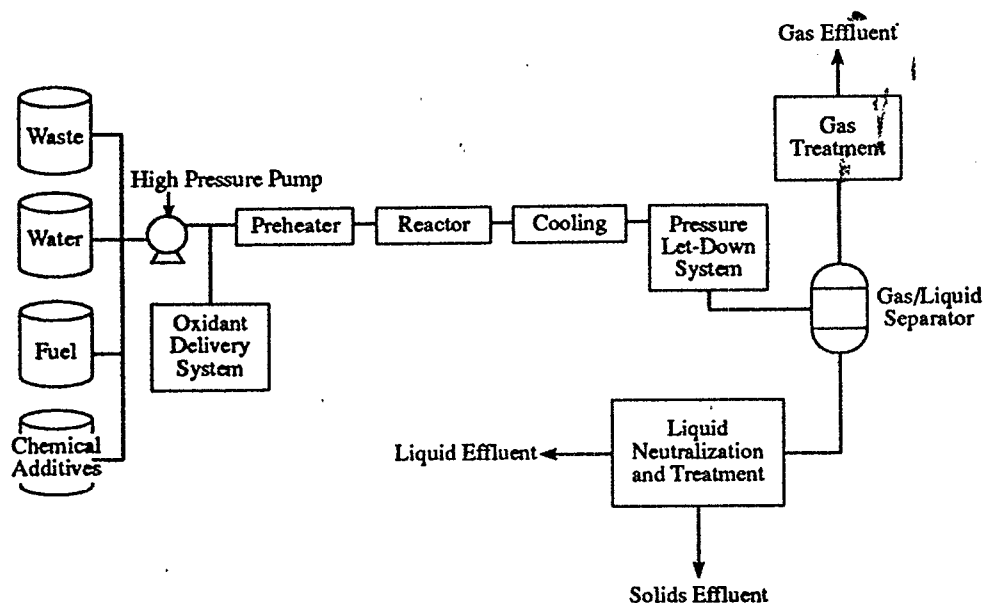 Gas Effluent
Waste
Gas
Treatment
High Pressure Pump
Water
Preheater
Reactor
Cooling
Pressure
Let-Down
System
Gas/Liquid
Separator
Oxidant
Delivery
System
Fuel
Chemical
Additives
Liquid
Neutralization
and Treatment
Liquid Effluent
Solids Effluent